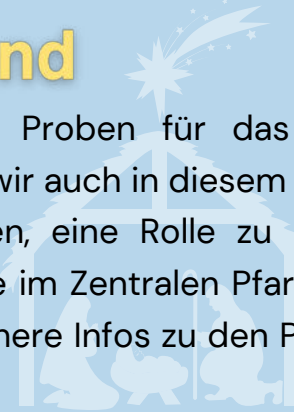 nd
Proben für das
wir auch in diesem
en, eine Rolle zu
e im Zentralen Pfar
here Infos zu den P